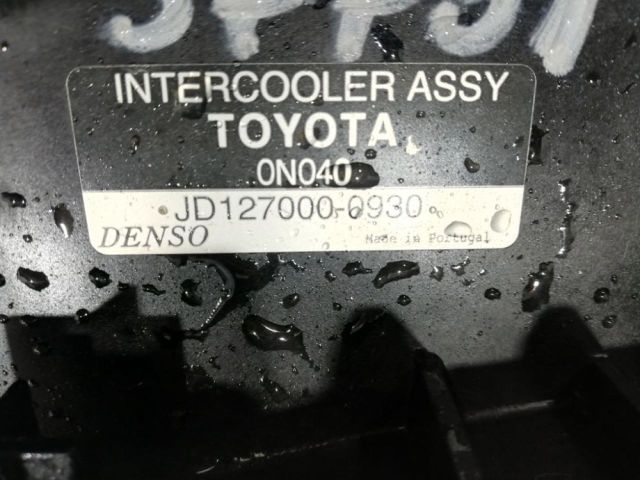 INTERCOOLER ASSY
TOYOTA
0N040
JD127000-0930
DENSO Made in Portugal